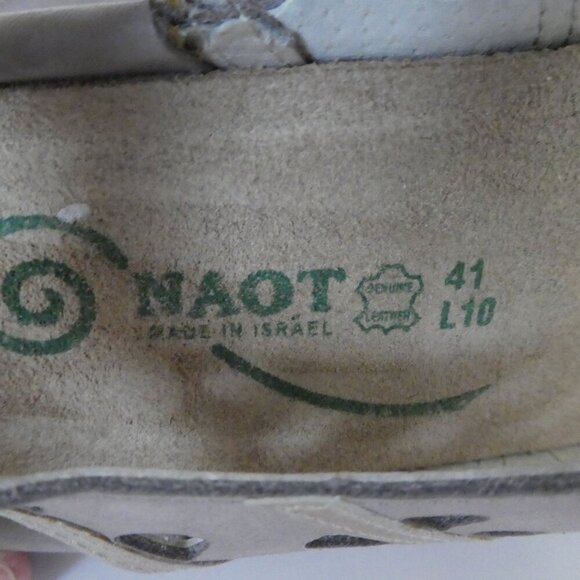 NAOT
MADE IN ISRAEL
GENUINE
LEATHER
41
L10